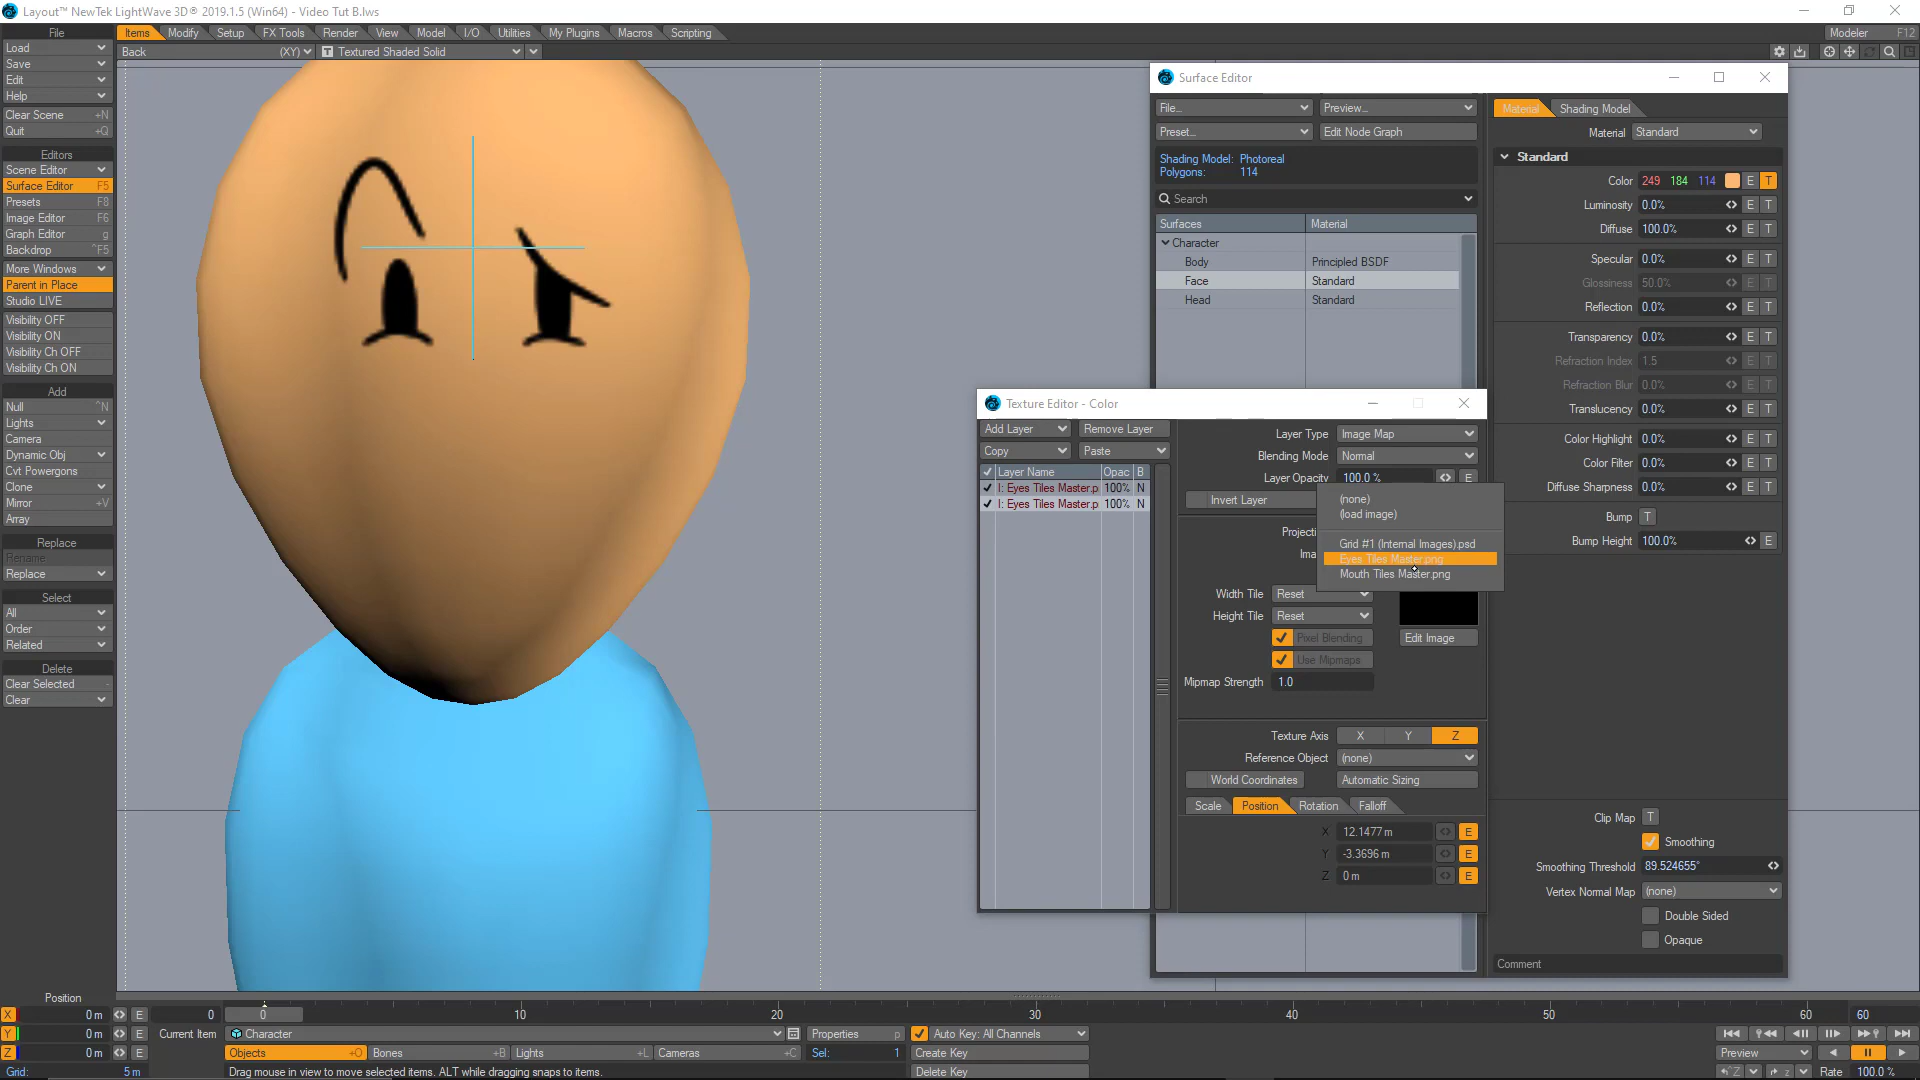 Layout™ NewTek LightWave 3D® 2019.1.5 (Win64) - Video Tut B.lws
File
Items
Modify
Setup
FX Tools
Render
View
Model
I/O
Utilities
My Plugins
Macros
Scripting
Modeler F12
Load
Save
Edit
Help
Clear Scene +N
Quit +Q
Back (XY)
Textured Shaded Solid
Editors
Scene Editor
Surface Editor F5
Presets F8
Image Editor F6
Graph Editor g
Backdrop ^F5
More Windows
Parent in Place
Studio LIVE
Visibility OFF
Visibility ON
Visibility Ch OFF
Visibility Ch ON
Add
Null ^N
Lights
Camera
Dynamic Obj
Cvt Powergons
Clone
Mirror +V
Array
Replace
Rename
Replace
Select
All
Order
Related
Delete
Clear Selected -
Clear
Surface Editor
File...
Preview...
Preset...
Edit Node Graph
Shading Model: Photoreal
Polygons: 114
Search
Surfaces Material
Character
Body Principled BSDF
Face Standard
Head Standard
Material
Shading Model
Material Standard
Standard
Color 249 184 114 E T
Luminosity 0.0% E T
Diffuse 100.0% E T
Specular 0.0% E T
Glossiness 50.0% E T
Reflection 0.0% E T
Transparency 0.0% E T
Refraction Index 1.5 E T
Refraction Blur 0.0% E T
Translucency 0.0% E T
Color Highlight 0.0% E T
Color Filter 0.0% E T
Diffuse Sharpness 0.0% E T
Bump T
Bump Height 100.0% E
Clip Map T
Smoothing
Smoothing Threshold 89.524655°
Vertex Normal Map (none)
Double Sided
Opaque
Comment
Texture Editor - Color
Add Layer
Remove Layer
Copy
Paste
Layer Name Opac B
I: Eyes Tiles Master.p 100% N
I: Eyes Tiles Master.p 100% N
Layer Type Image Map
Blending Mode Normal
Layer Opacity 100.0 % E
Invert Layer
(none)
(load image)
Projecti
Grid #1 (Internal Images).psd
Ima
Eyes Tiles Master.png
Mouth Tiles Master.png
Width Tile Reset
Height Tile Reset
Pixel Blending
Edit Image
Use Mipmaps
Mipmap Strength 1.0
Texture Axis X Y Z
Reference Object (none)
World Coordinates
Automatic Sizing
Scale
Position
Rotation
Falloff
X 12.1477 m E
Y -3.3696 m E
Z 0 m E
Position
X 0 m E
Y 0 m E
Z 0 m E
Grid: 5 m
0 0 10 20 30 40 50 60 60
Current Item Character
Properties p
Auto Key: All Channels
Objects +O
Bones +B
Lights +L
Cameras +C
Sel: 1
Create Key
Delete Key
Preview
Drag mouse in view to move selected items. ALT while dragging snaps to items.
Rate 100.0 %